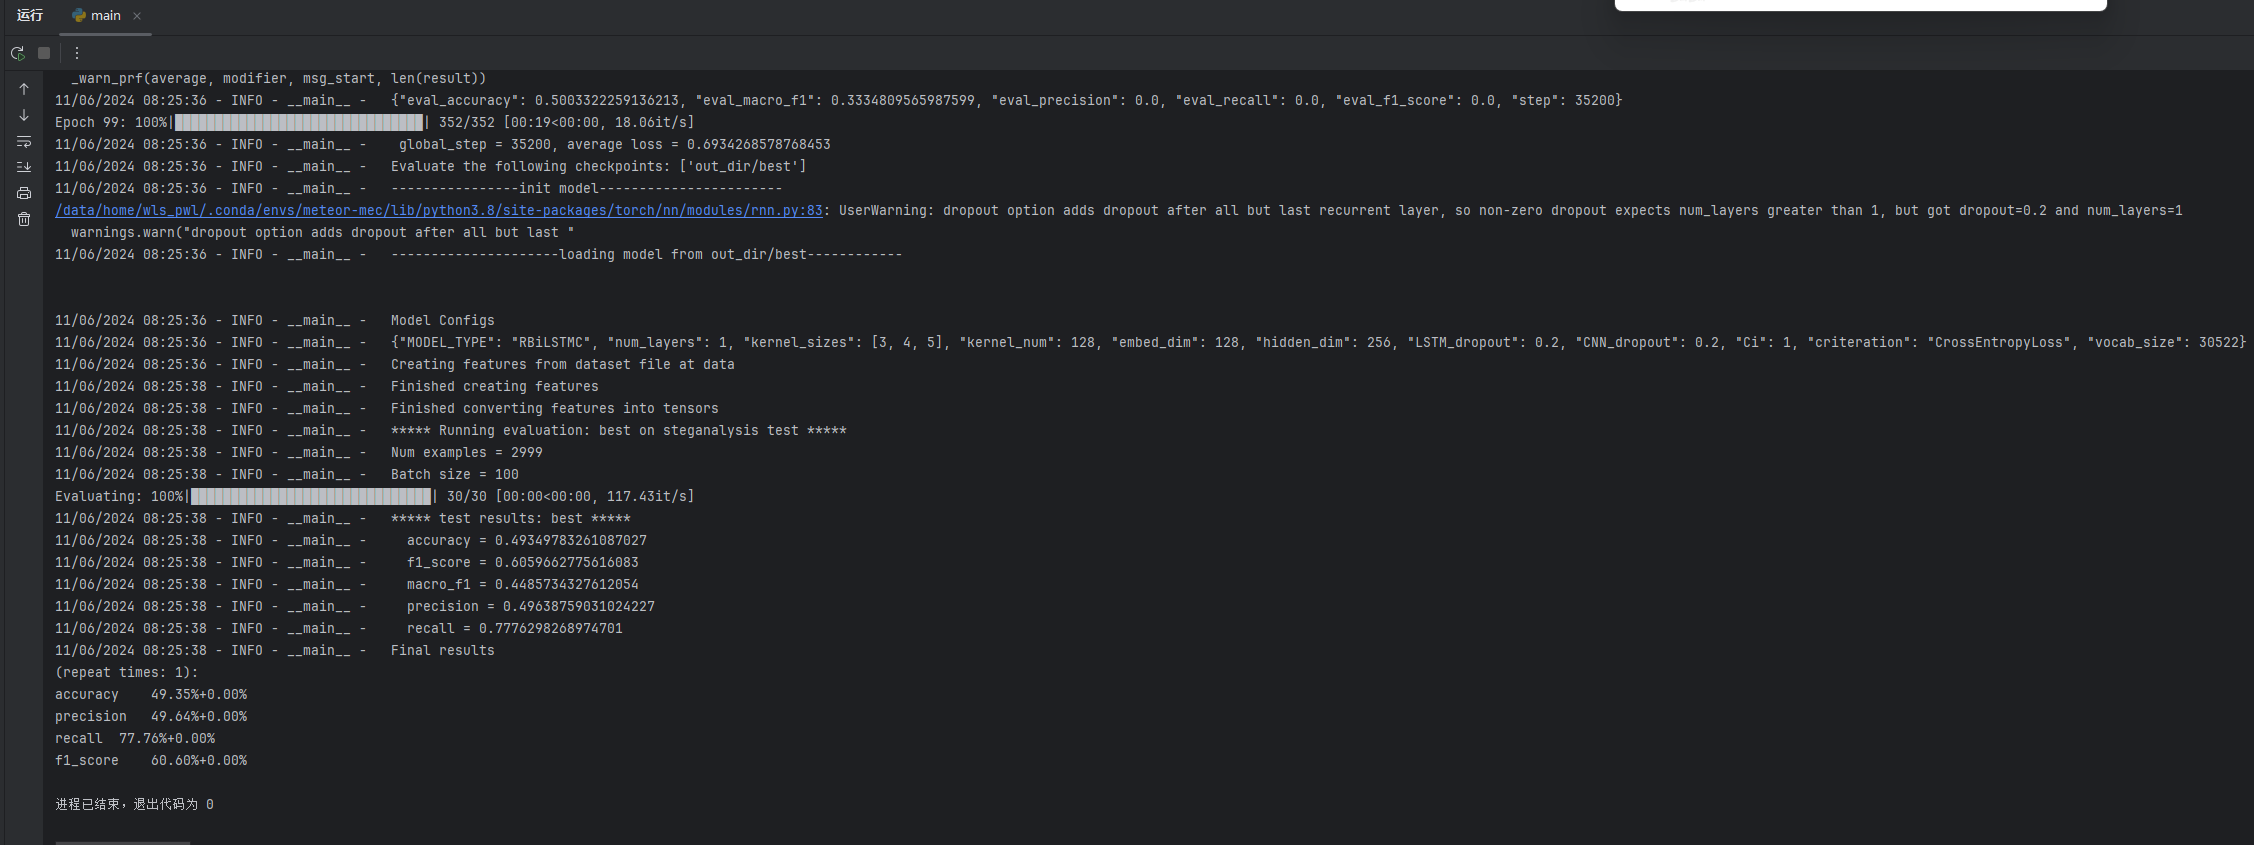 运行 main
_warn_prf(average, modifier, msg_start, len(result))
11/06/2024 08:25:36 - INFO - __main__ -   {"eval_accuracy": 0.5003322259136213, "eval_macro_f1": 0.3334809565987599, "eval_precision": 0.0, "eval_recall": 0.0, "eval_f1_score": 0.0, "step": 35200}
Epoch 99: 100%|███████████████████████████████| 352/352 [00:19<00:00, 18.06it/s]
11/06/2024 08:25:36 - INFO - __main__ -    global_step = 35200, average loss = 0.6934268578768453
11/06/2024 08:25:36 - INFO - __main__ -   Evaluate the following checkpoints: ['out_dir/best']
11/06/2024 08:25:36 - INFO - __main__ -   ----------------init model-----------------------
/data/home/wls_pwl/.conda/envs/meteor-mec/lib/python3.8/site-packages/torch/nn/modules/rnn.py:83: UserWarning: dropout option adds dropout after all but last recurrent layer, so non-zero dropout expects num_layers greater than 1, but got dropout=0.2 and num_layers=1
warnings.warn("dropout option adds dropout after all but last "
11/06/2024 08:25:36 - INFO - __main__ -   ---------------------loading model from out_dir/best------------
11/06/2024 08:25:36 - INFO - __main__ -   Model Configs
11/06/2024 08:25:36 - INFO - __main__ -   {"MODEL_TYPE": "RBiLSTMC", "num_layers": 1, "kernel_sizes": [3, 4, 5], "kernel_num": 128, "embed_dim": 128, "hidden_dim": 256, "LSTM_dropout": 0.2, "CNN_dropout": 0.2, "Ci": 1, "criteration": "CrossEntropyLoss", "vocab_size": 30522}
11/06/2024 08:25:36 - INFO - __main__ -   Creating features from dataset file at data
11/06/2024 08:25:38 - INFO - __main__ -   Finished creating features
11/06/2024 08:25:38 - INFO - __main__ -   Finished converting features into tensors
11/06/2024 08:25:38 - INFO - __main__ -   ***** Running evaluation: best on steganalysis test *****
11/06/2024 08:25:38 - INFO - __main__ -   Num examples = 2999
11/06/2024 08:25:38 - INFO - __main__ -   Batch size = 100
Evaluating: 100%|██████████████████████████████| 30/30 [00:00<00:00, 117.43it/s]
11/06/2024 08:25:38 - INFO - __main__ -   ***** test results: best *****
11/06/2024 08:25:38 - INFO - __main__ -     accuracy = 0.49349783261087027
11/06/2024 08:25:38 - INFO - __main__ -     f1_score = 0.6059662775616083
11/06/2024 08:25:38 - INFO - __main__ -     macro_f1 = 0.4485734327612054
11/06/2024 08:25:38 - INFO - __main__ -     precision = 0.49638759031024227
11/06/2024 08:25:38 - INFO - __main__ -     recall = 0.7776298268974701
11/06/2024 08:25:38 - INFO - __main__ -   Final results
(repeat times: 1):
accuracy    49.35%+0.00%
precision   49.64%+0.00%
recall  77.76%+0.00%
f1_score    60.60%+0.00%
进程已结束，退出代码为 0